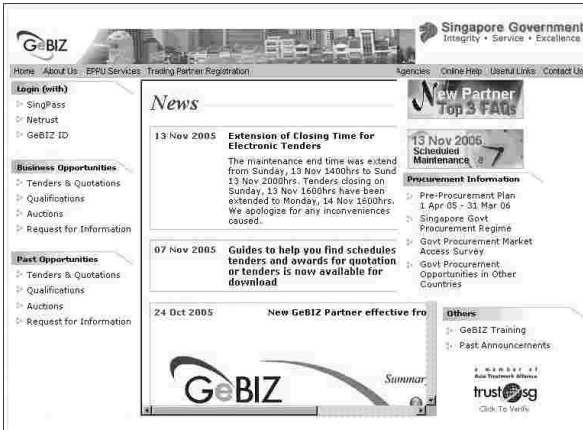 GeBIZ
Singapore Government
Integrity • Service • Excellence
Home About Us EPPU Services Trading Partner Registration
Agencies Online Help Useful Links Contact Us
Login (with)
SingPass
Netrust
GeBIZ ID
Business Opportunities
Tenders & Quotations
Qualifications
Auctions
Request for Information
Past Opportunities
Tenders & Quotations
Qualifications
Auctions
Request for Information
News
13 Nov 2005 Extension of Closing Time for
Electronic Tenders
The maintenance end time was extend
from Sunday, 13 Nov 1400hrs to Sund
13 Nov 2000hrs. Tenders closing on
Sunday, 13 Nov 1600hrs have been
extended to Monday, 14 Nov 1600hrs.
We apologize for any inconveniences
caused.
07 Nov 2005 Guides to help you find schedules
tenders and awards for quotation
or tenders is now available for
download
24 Oct 2005 New GeBIZ Partner effective fro
GeBIZ
Summar
New Partner
Top 3 FAQs
13 Nov 2005
Scheduled
Maintenance
Procurement Information
Pre-Procurement Plan
1 Apr 05 - 31 Mar 06
Singapore Govt
Procurement Regime
Govt Procurement Market
Access Survey
Govt Procurement
Opportunities in Other
Countries
Others
GeBIZ Training
Past Announcements
a member of
Asia Trustmark Alliance
trustsg
Click To Verify